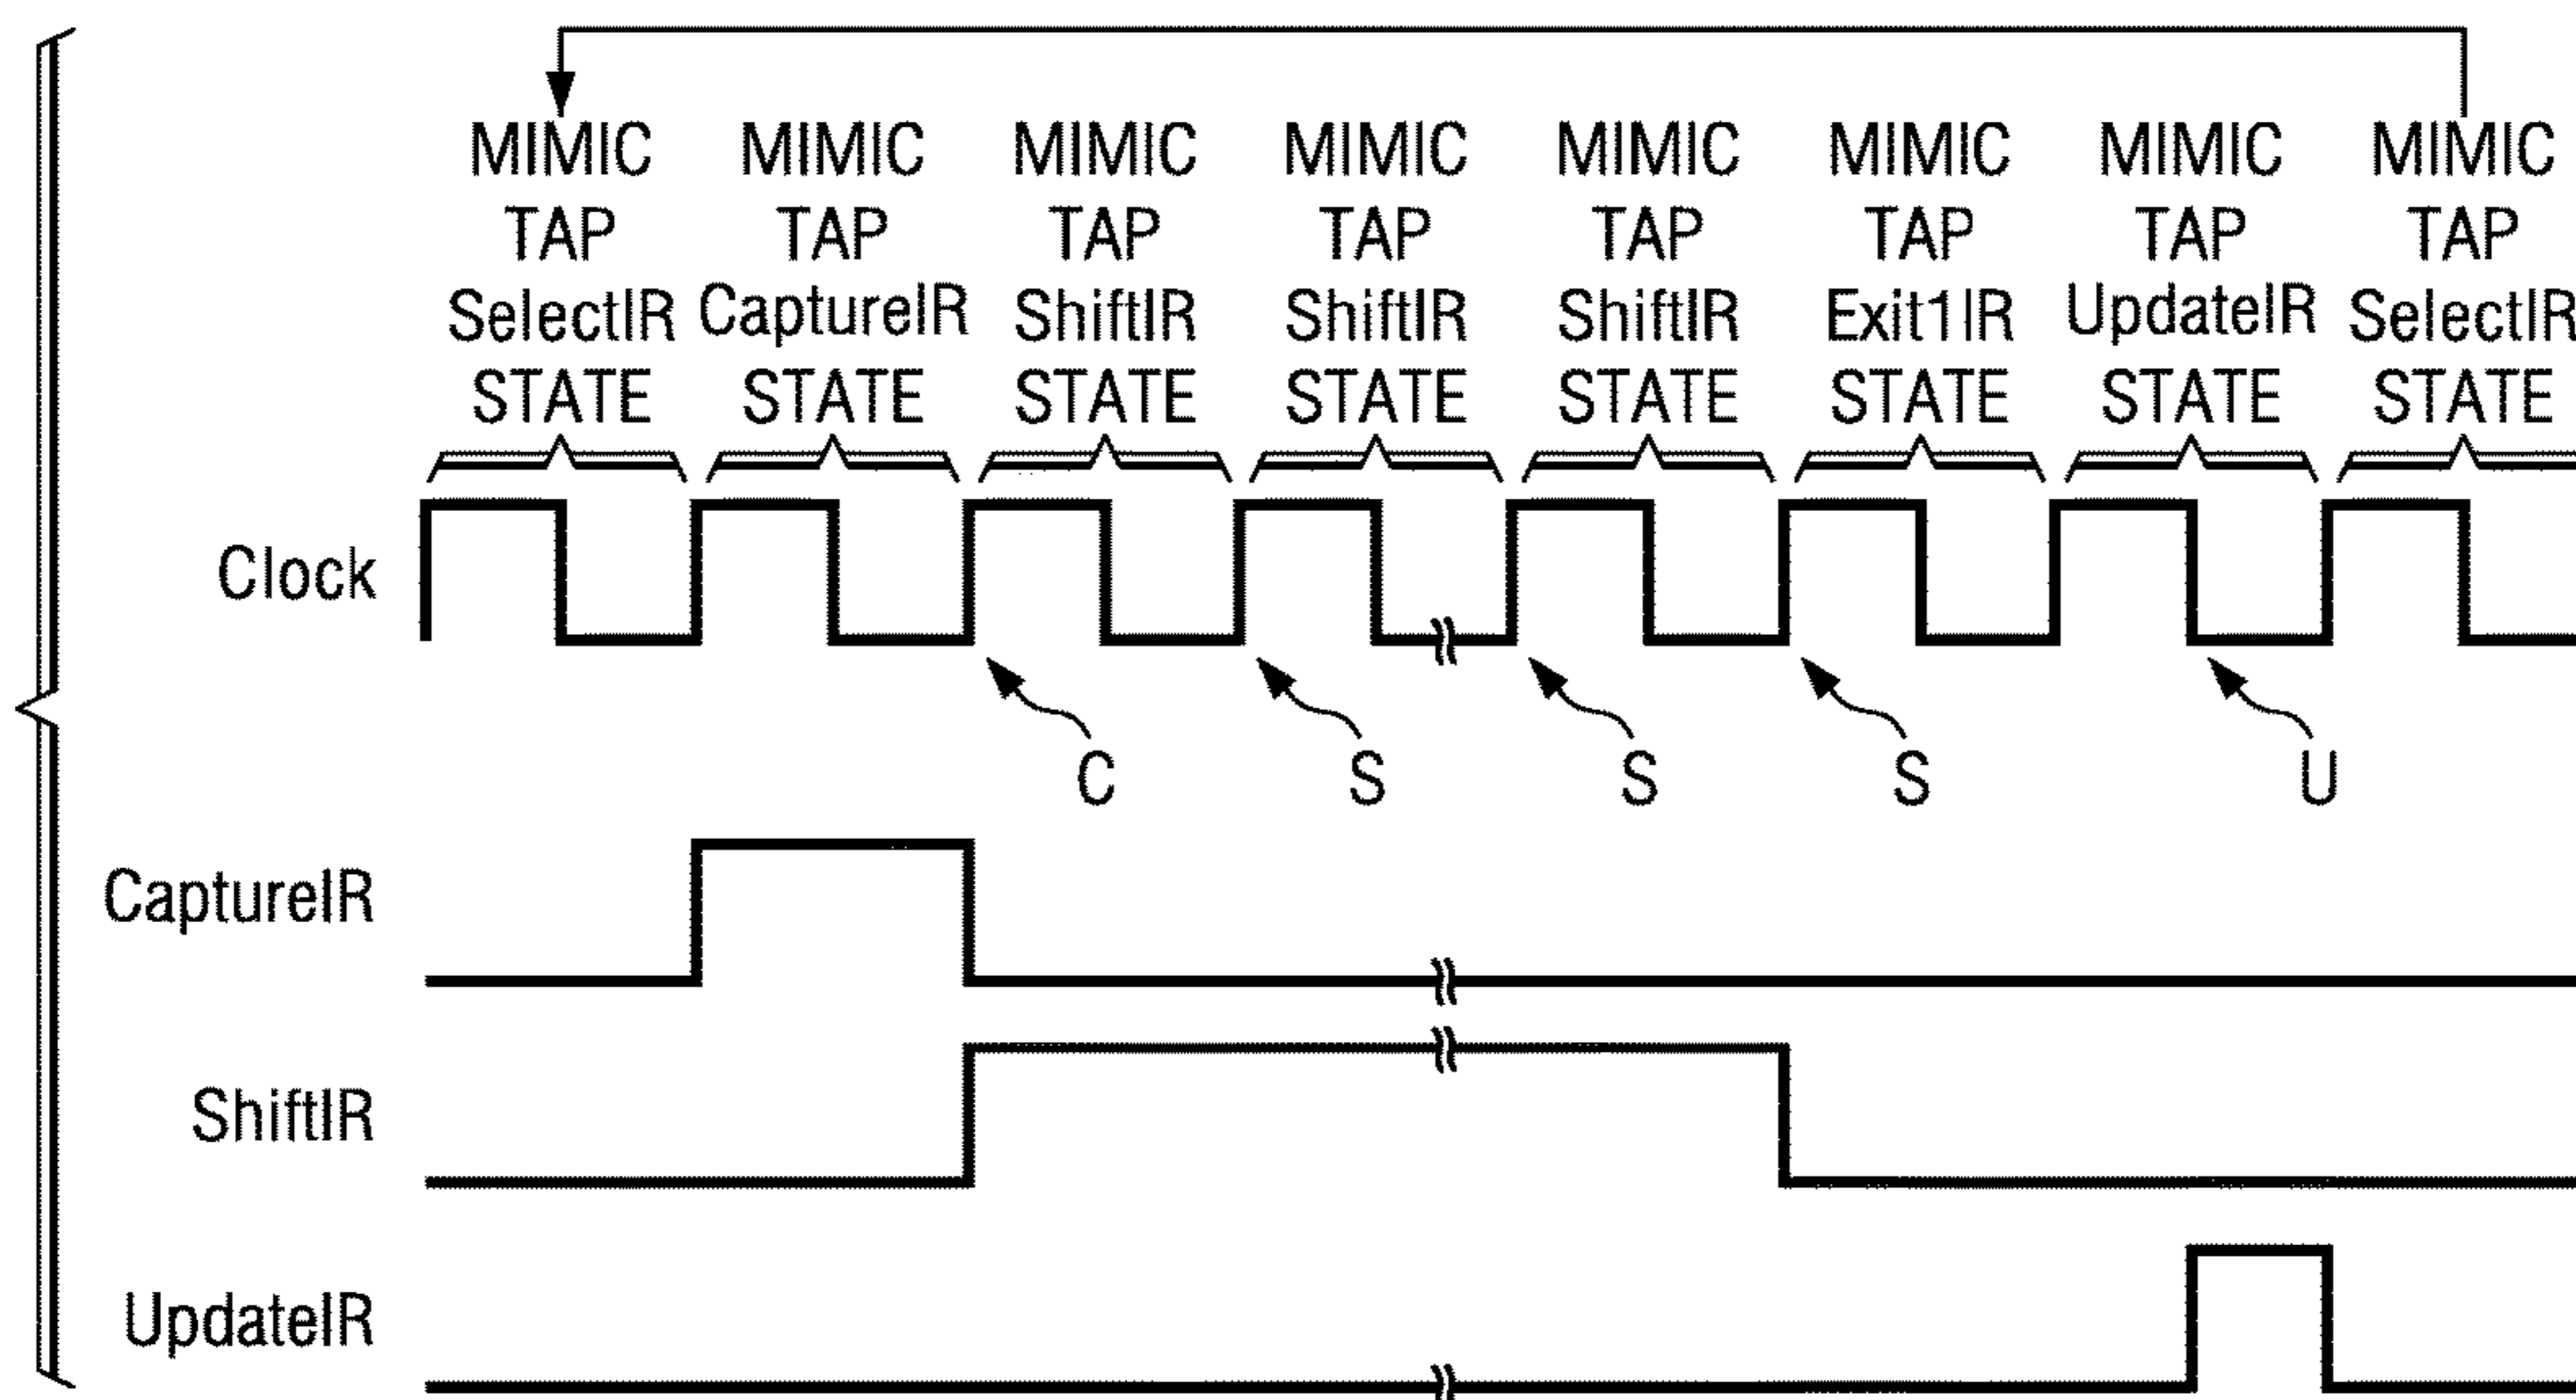 MIMIC MIMIC MIMIC MIMIC MIMIC MIMIC MIMIC MIMIC
TAP TAP TAP TAP TAP TAP TAP TAP
SelectIR CaptureIR ShiftIR ShiftIR ShiftIR Exit1IR UpdateIR SelectIR
STATE STATE STATE STATE STATE STATE STATE STATE
Clock
C S S S U
CaptureIR
ShiftIR
UpdateIR